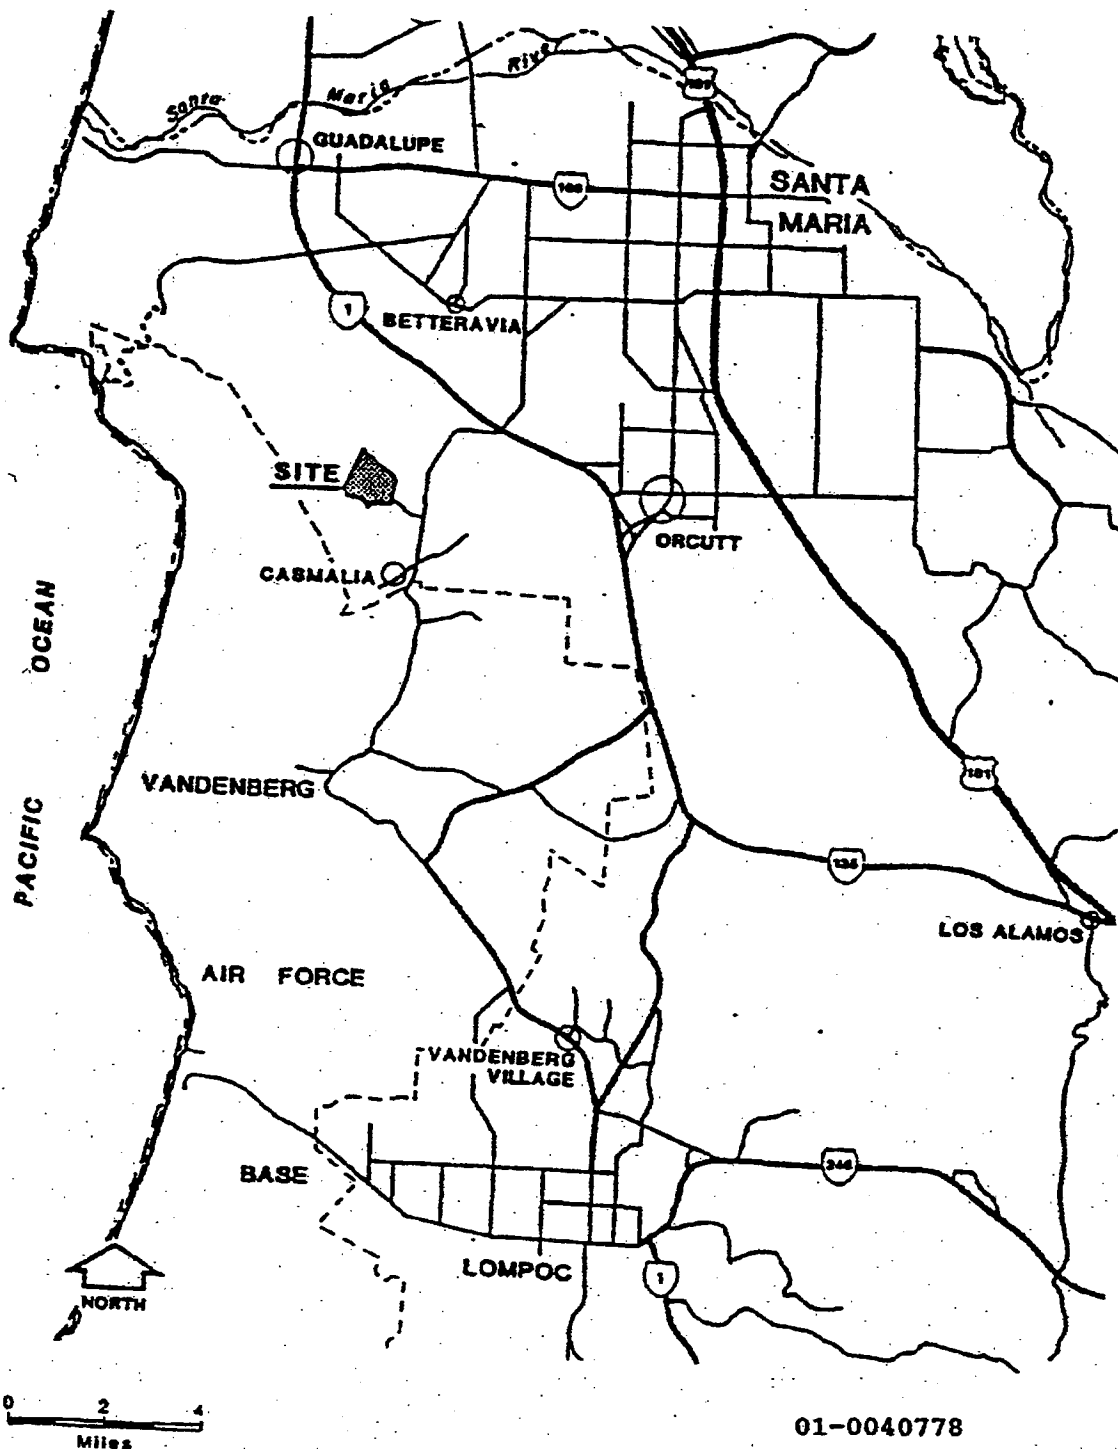 Santa Maria River
101
GUADALUPE
166
SANTA
MARIA
1
BETTERAVIA
SITE
ORCUTT
CASMALIA
PACIFIC OCEAN
VANDENBERG
101
135
LOS ALAMOS
AIR FORCE
VANDENBERG
VILLAGE
BASE
246
LOMPOC
1
NORTH
0 2 4
Miles
01-0040778